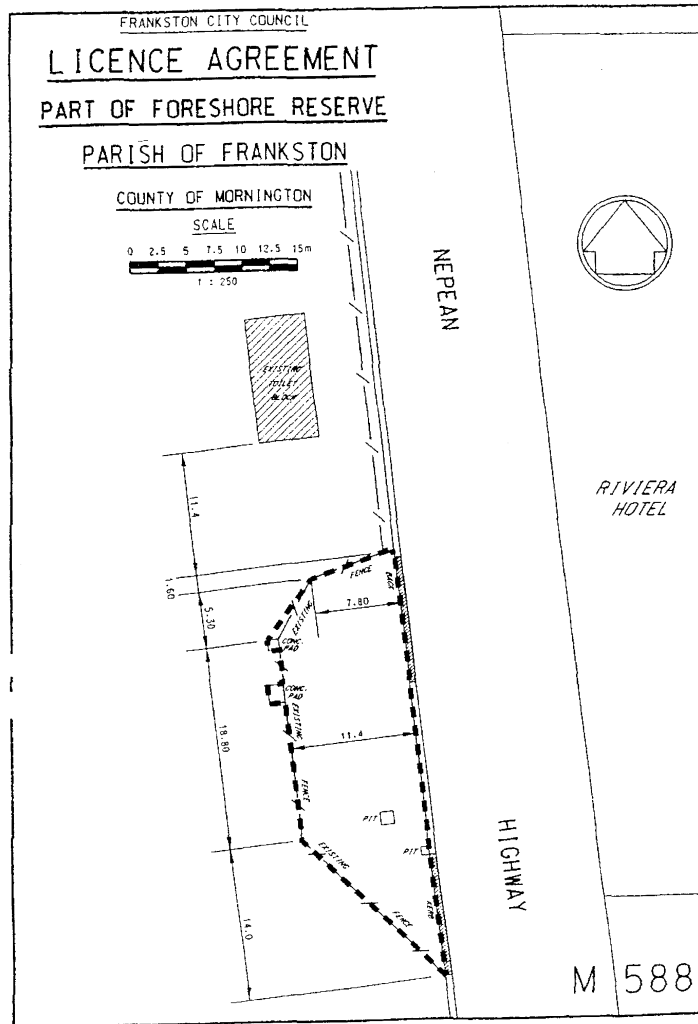 FRANKSTON CITY COUNCIL
LICENCE AGREEMENT
PART OF FORESHORE RESERVE
PARISH OF FRANKSTON
COUNTY OF MORNINGTON
SCALE
0 2.5 5 7.5 10 12.5 15m
1 : 250
NEPEAN
EXISTING
TOILET
BLOCK
RIVIERA
HOTEL
11.4
FENCE
BACK
1.60
7.80
5.30
EXISTING
CONC.
PAD
CONC.
PAD
EXISTING
18.80
11.4
FENCE
PIT
PIT
HIGHWAY
EXISTING
FENCE
KERB
14.0
M 588